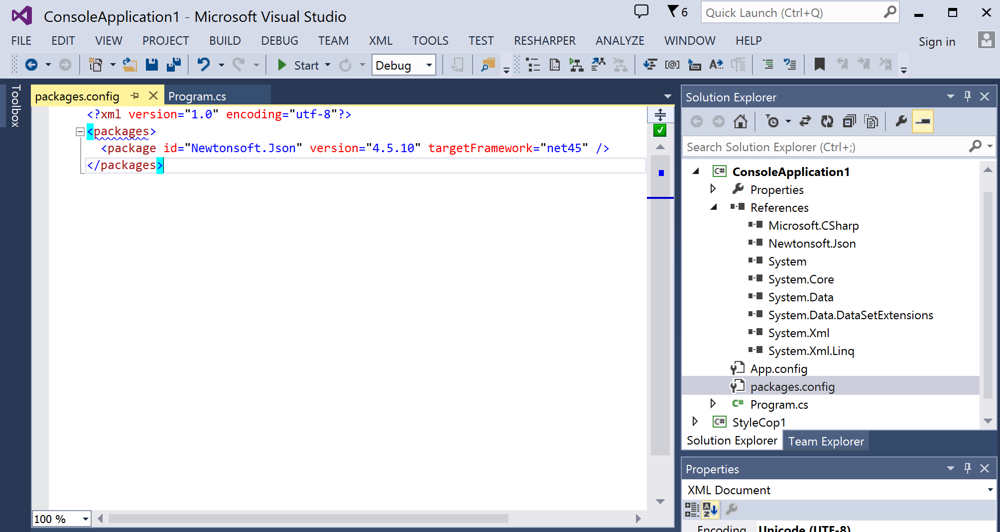 ConsoleApplication1 - Microsoft Visual Studio
6
Quick Launch (Ctrl+Q)
FILE EDIT VIEW PROJECT BUILD DEBUG TEAM XML TOOLS TEST RESHARPER ANALYZE WINDOW HELP
Sign in
Start
Debug
Toolbox
packages.config
Program.cs
<?xml version="1.0" encoding="utf-8"?>
<packages>
<package id="Newtonsoft.Json" version="4.5.10" targetFramework="net45" />
</packages>
100 %
Solution Explorer
Search Solution Explorer (Ctrl+;)
C# ConsoleApplication1
Properties
References
Microsoft.CSharp
Newtonsoft.Json
System
System.Core
System.Data
System.Data.DataSetExtensions
System.Xml
System.Xml.Linq
App.config
packages.config
C# Program.cs
C# StyleCop1
Solution Explorer
Team Explorer
Properties
XML Document
Encoding Unicode (UTF-8)